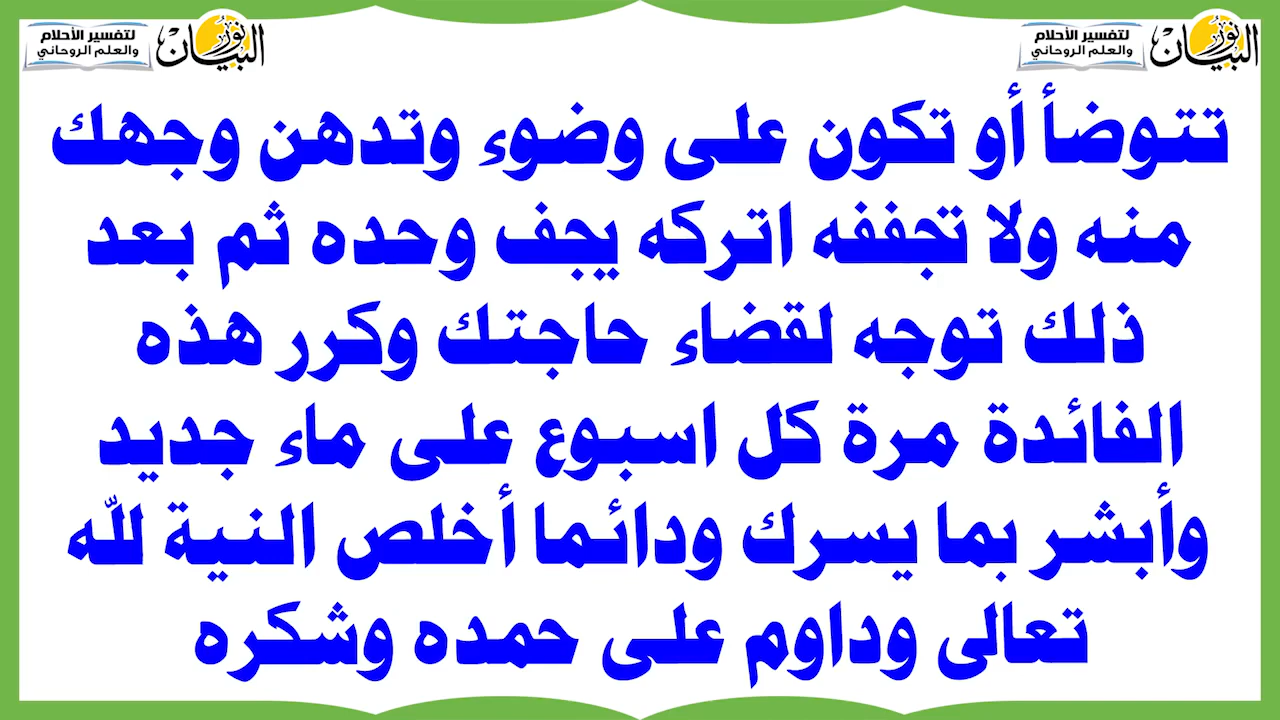 نور البيان
لتفسير الأحلام
والعلم الروحاني
نور البيان
لتفسير الأحلام
والعلم الروحاني
تتوضأ أو تكون على وضوء وتدهن وجهك
منه ولا تجففه اتركه يجف وحده ثم بعد
ذلك توجه لقضاء حاجتك وكرر هذه
الفائدة مرة كل اسبوع على ماء جديد
وأبشر بما يسرك ودائما أخلص النية لله
تعالى وداوم على حمده وشكره